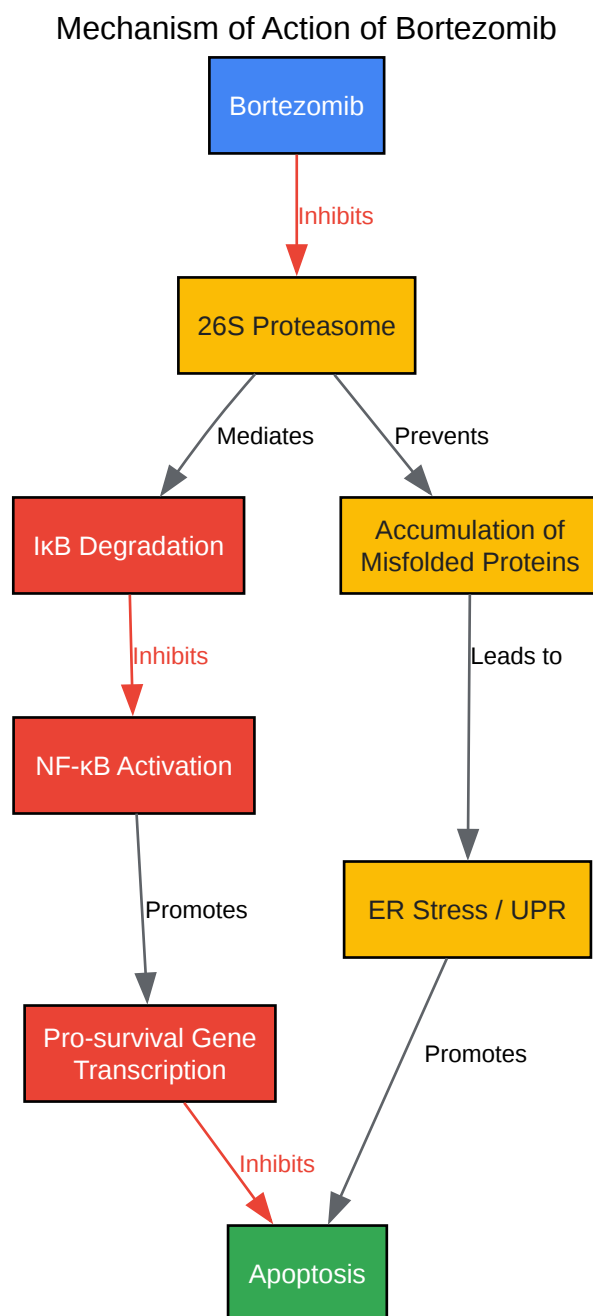 Mechanism of Action of Bortezomib
Bortezomib
Inhibits
26S Proteasome
Mediates
Prevents
IκB Degradation
Accumulation of
Misfolded Proteins
Inhibits
Leads to
NF-κB Activation
ER Stress / UPR
Promotes
Pro-survival Gene
Transcription
Promotes
Inhibits
Apoptosis